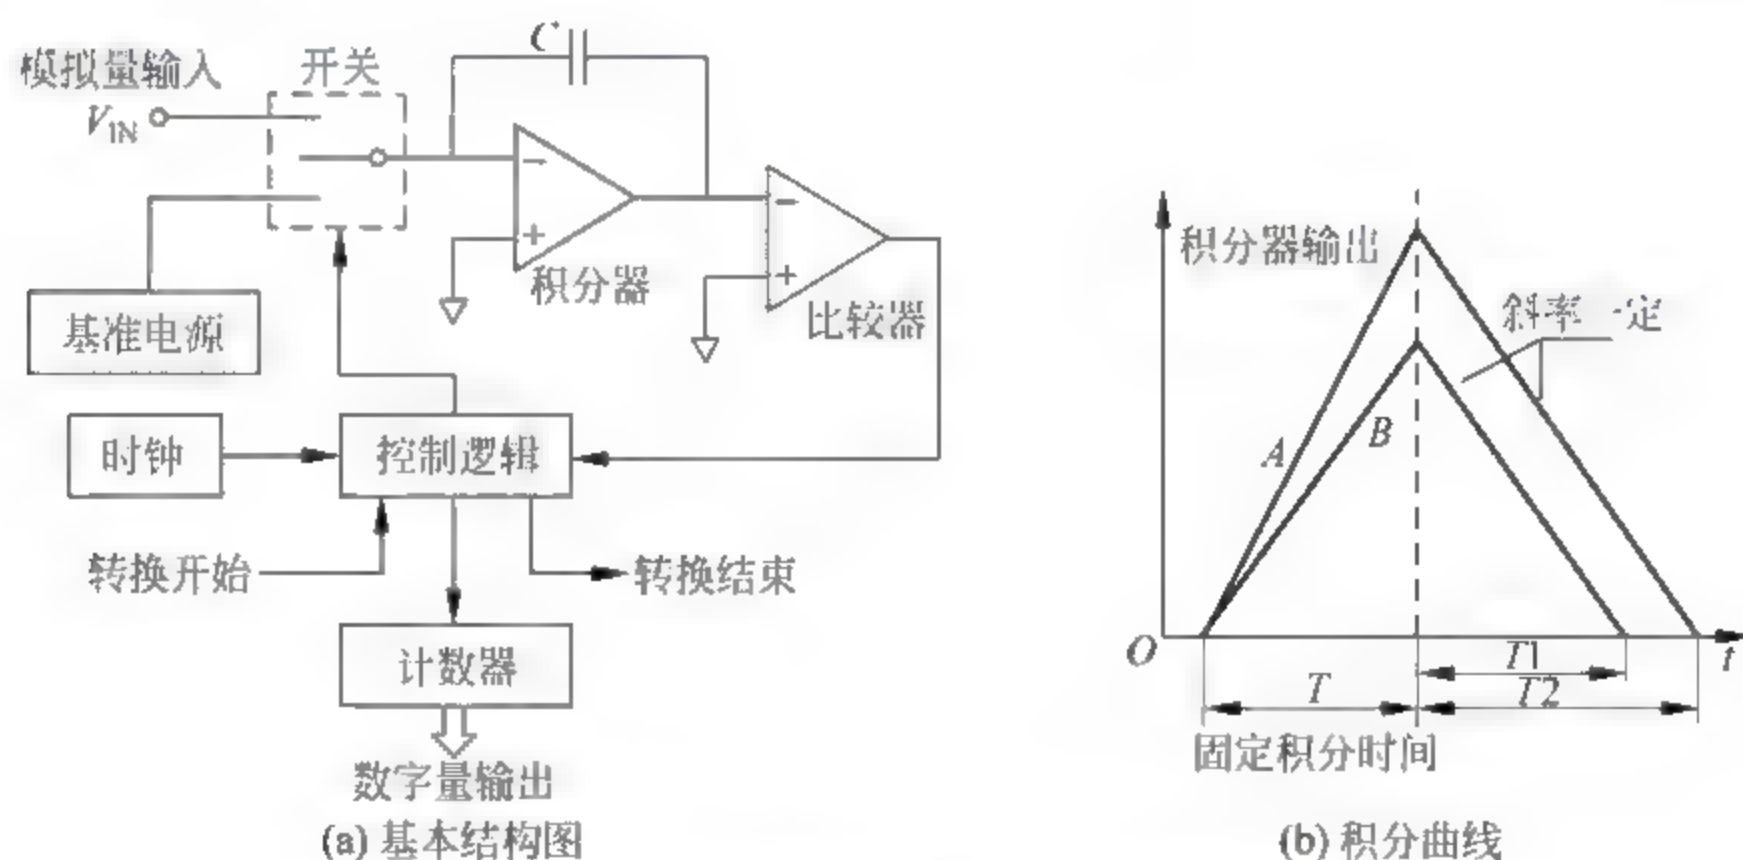 模拟量输入
V_IN
开关
C
积分器
比较器
基准电源
时钟
控制逻辑
转换开始
转换结束
计数器
数字量输出
(a) 基本结构图
积分器输出
斜率一定
A
B
O
t
T1
T
T2
固定积分时间
(b) 积分曲线